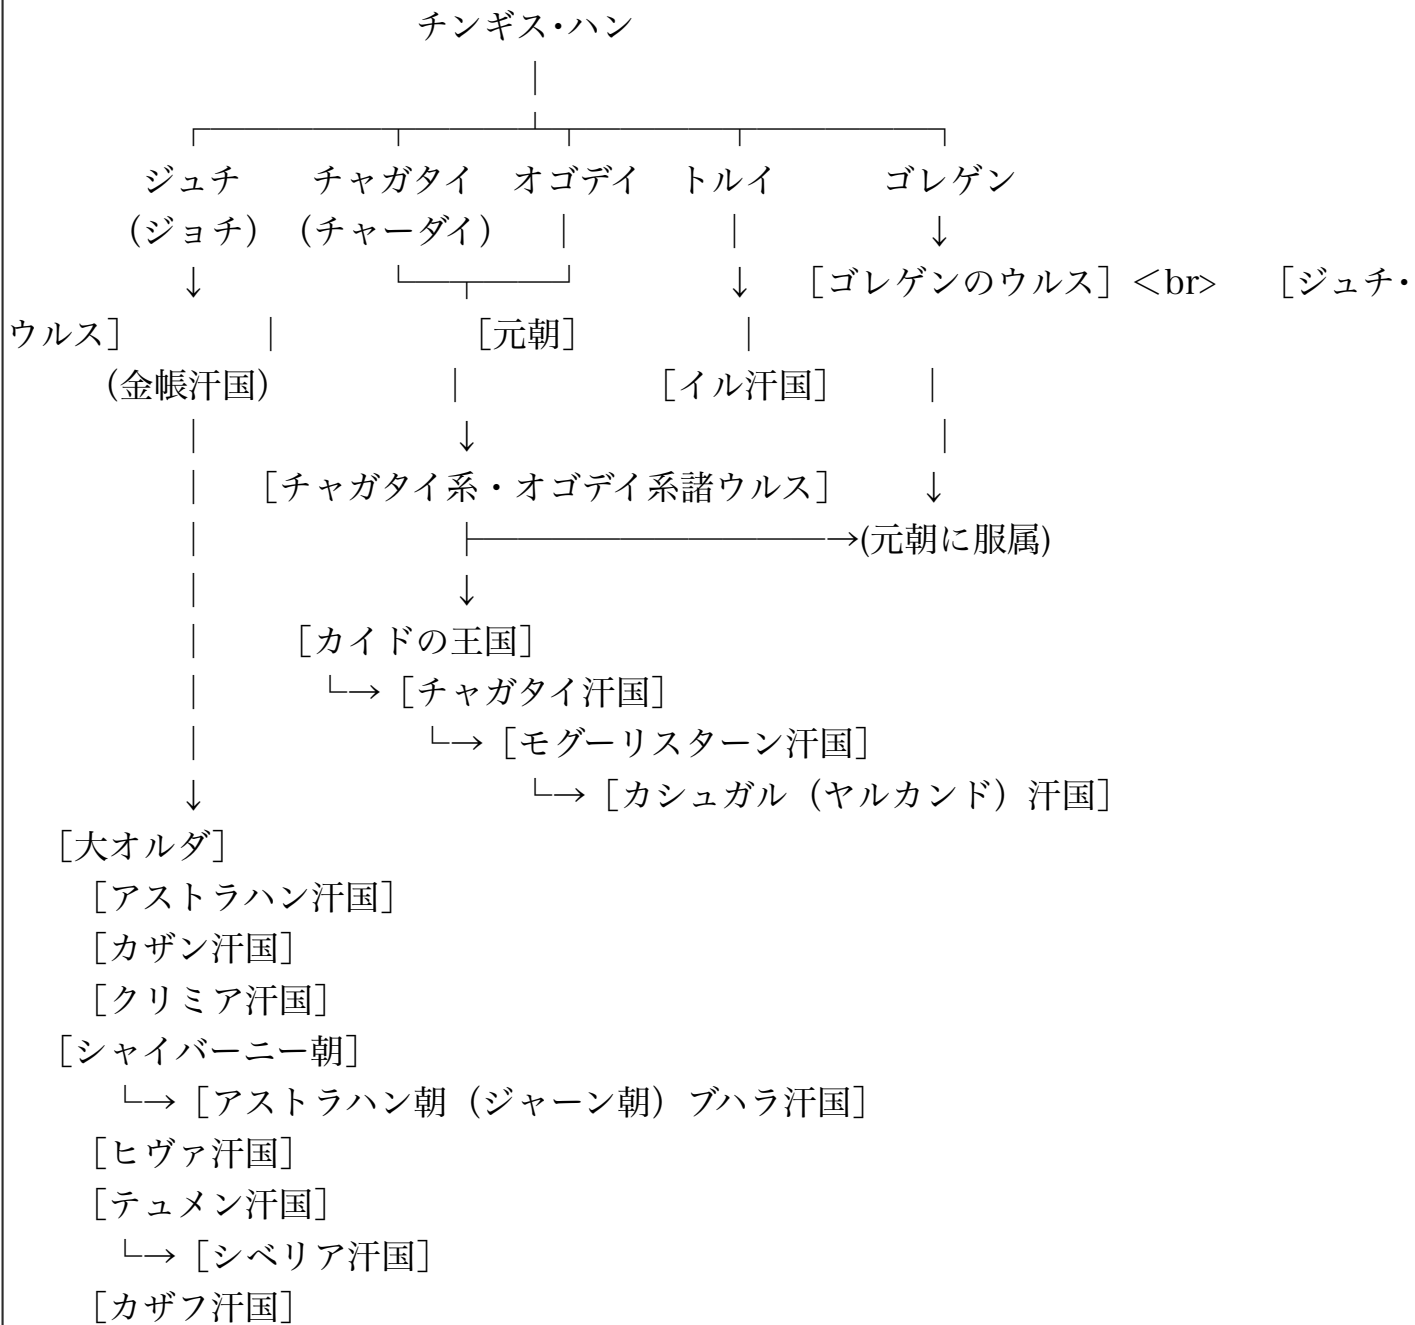 チンギス・ハン
│
┌─────┬───┴┬────┬─────┐
ジュチ　　チャガタイ　オゴデイ　トルイ　　　ゴレゲン
（ジョチ）（チャーダイ）　｜　　　　｜　　　　　↓
↓　　　　　└─┬──┘　　　　↓　［ゴレゲンのウルス］＜br>　［ジュチ・
ウルス］　　　　｜　　　　　［元朝］　　　　　｜
(金帳汗国)　　　　　｜　　　　　［イル汗国］　　｜
｜　　　　　　　↓　　　　　　　　　　　　　｜
｜　［チャガタイ系・オゴデイ系諸ウルス］　　↓
｜　　　　　　　├──────────→(元朝に服属)
｜　　　　　　　↓
｜　　［カイドの王国］
｜　　　└→［チャガタイ汗国］
｜　　　　　　└→［モグーリスターン汗国］
↓　　　　　　　　　└→［カシュガル（ヤルカンド）汗国］
［大オルダ］
［アストラハン汗国］
［カザン汗国］
［クリミア汗国］
［シャイバーニー朝］
└→［アストラハン朝（ジャーン朝）ブハラ汗国］
［ヒヴァ汗国］
［テュメン汗国］
└→［シベリア汗国］
［カザフ汗国］